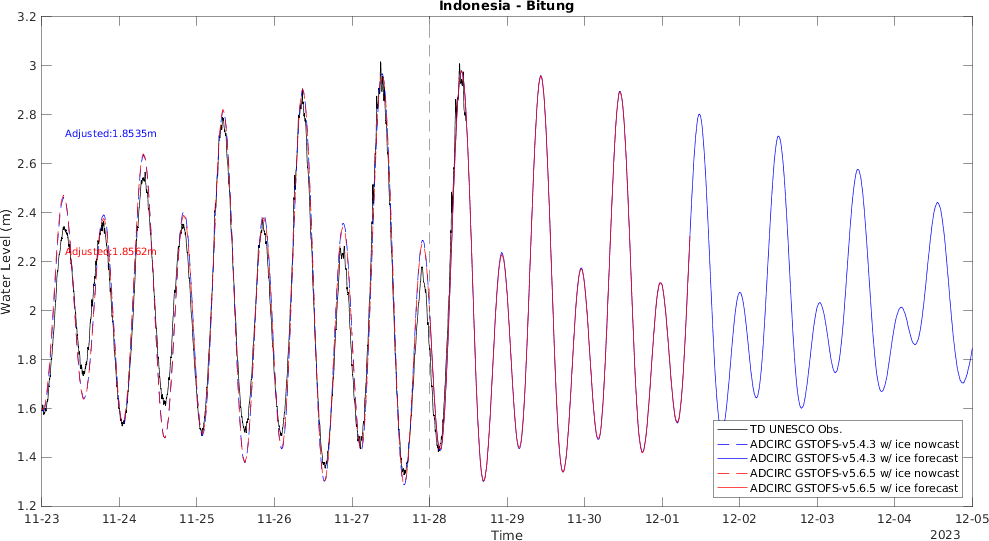 Indonesia - Bitung
3.2
3
2.8
2.6
2.4
2.2
2
1.8
1.6
1.4
1.2
Water Level (m)
Adjusted:1.8535m
Adjusted:1.8562m
TD UNESCO Obs.
ADCIRC GSTOFS-v5.4.3 w/ ice nowcast
ADCIRC GSTOFS-v5.4.3 w/ ice forecast
ADCIRC GSTOFS-v5.6.5 w/ ice nowcast
ADCIRC GSTOFS-v5.6.5 w/ ice forecast
11-23 11-24 11-25 11-26 11-27 11-28 11-29 11-30 12-01 12-02 12-03 12-04 12-05
Time
2023